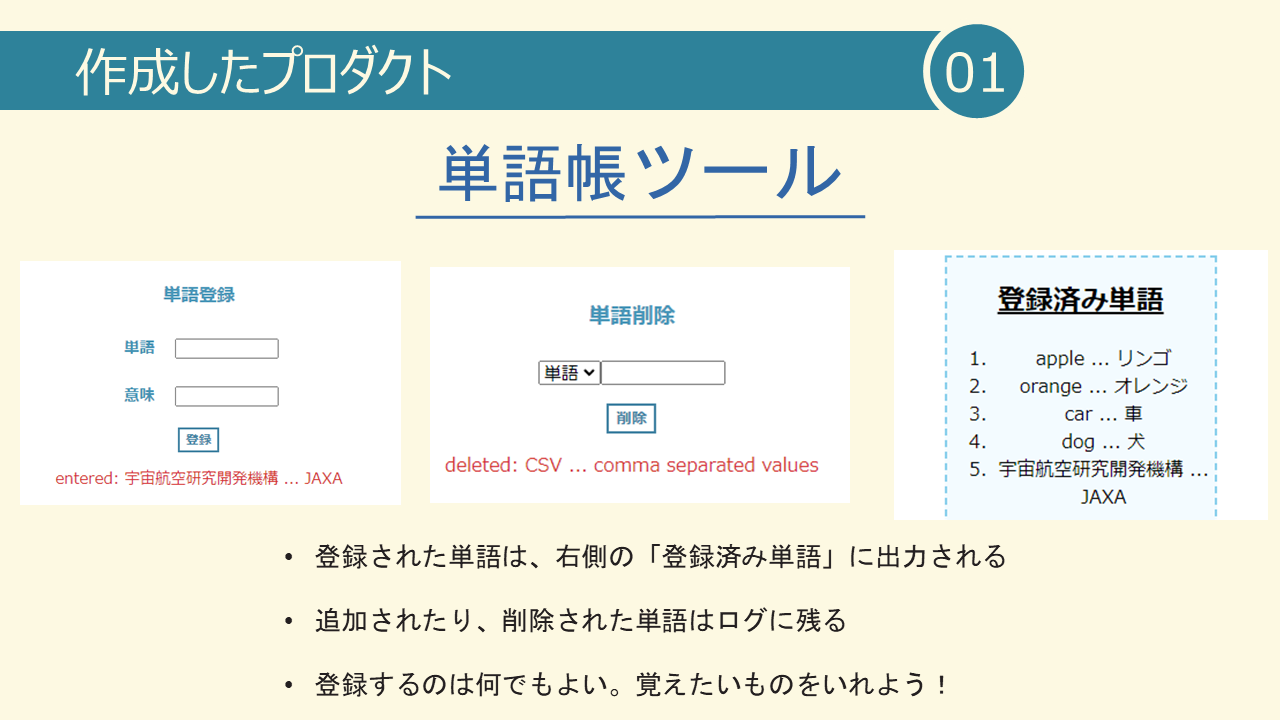 作成したプロダクト
01
単語帳ツール
単語登録
単語
意味
登録
entered: 宇宙航空研究開発機構 ... JAXA
単語削除
単語
削除
deleted: CSV ... comma separated values
登録済み単語
1. apple ... リンゴ
2. orange ... オレンジ
3. car ... 車
4. dog ... 犬
5. 宇宙航空研究開発機構 ...
JAXA
• 登録された単語は、右側の「登録済み単語」に出力される
• 追加されたり、削除された単語はログに残る
• 登録するのは何でもよい。覚えたいものをいれよう！